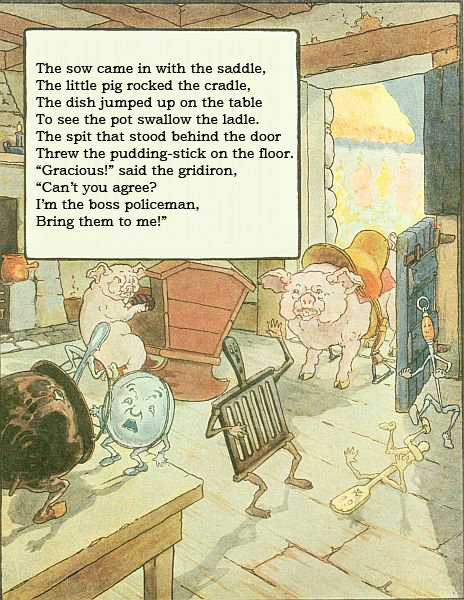 The sow came in with the saddle,
The little pig rocked the cradle,
The dish jumped up on the table
To see the pot swallow the ladle.
The spit that stood behind the door
Threw the pudding-stick on the floor.
“Gracious!” said the gridiron,
“Can’t you agree?
I’m the boss policeman,
Bring them to me!”